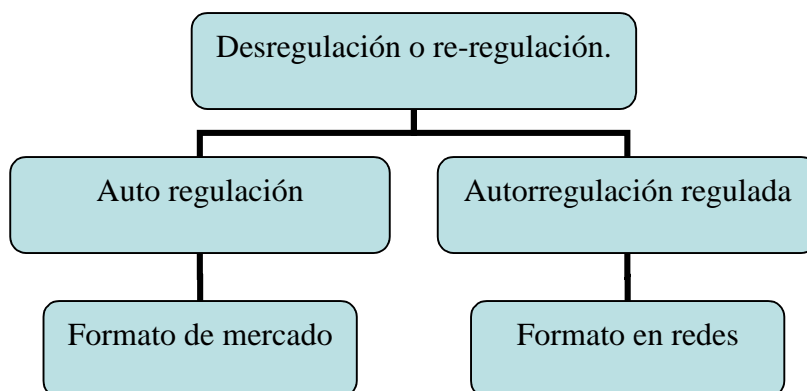 Desregulación o re-regulación.
Auto regulación
Autorregulación regulada
Formato de mercado
Formato en redes